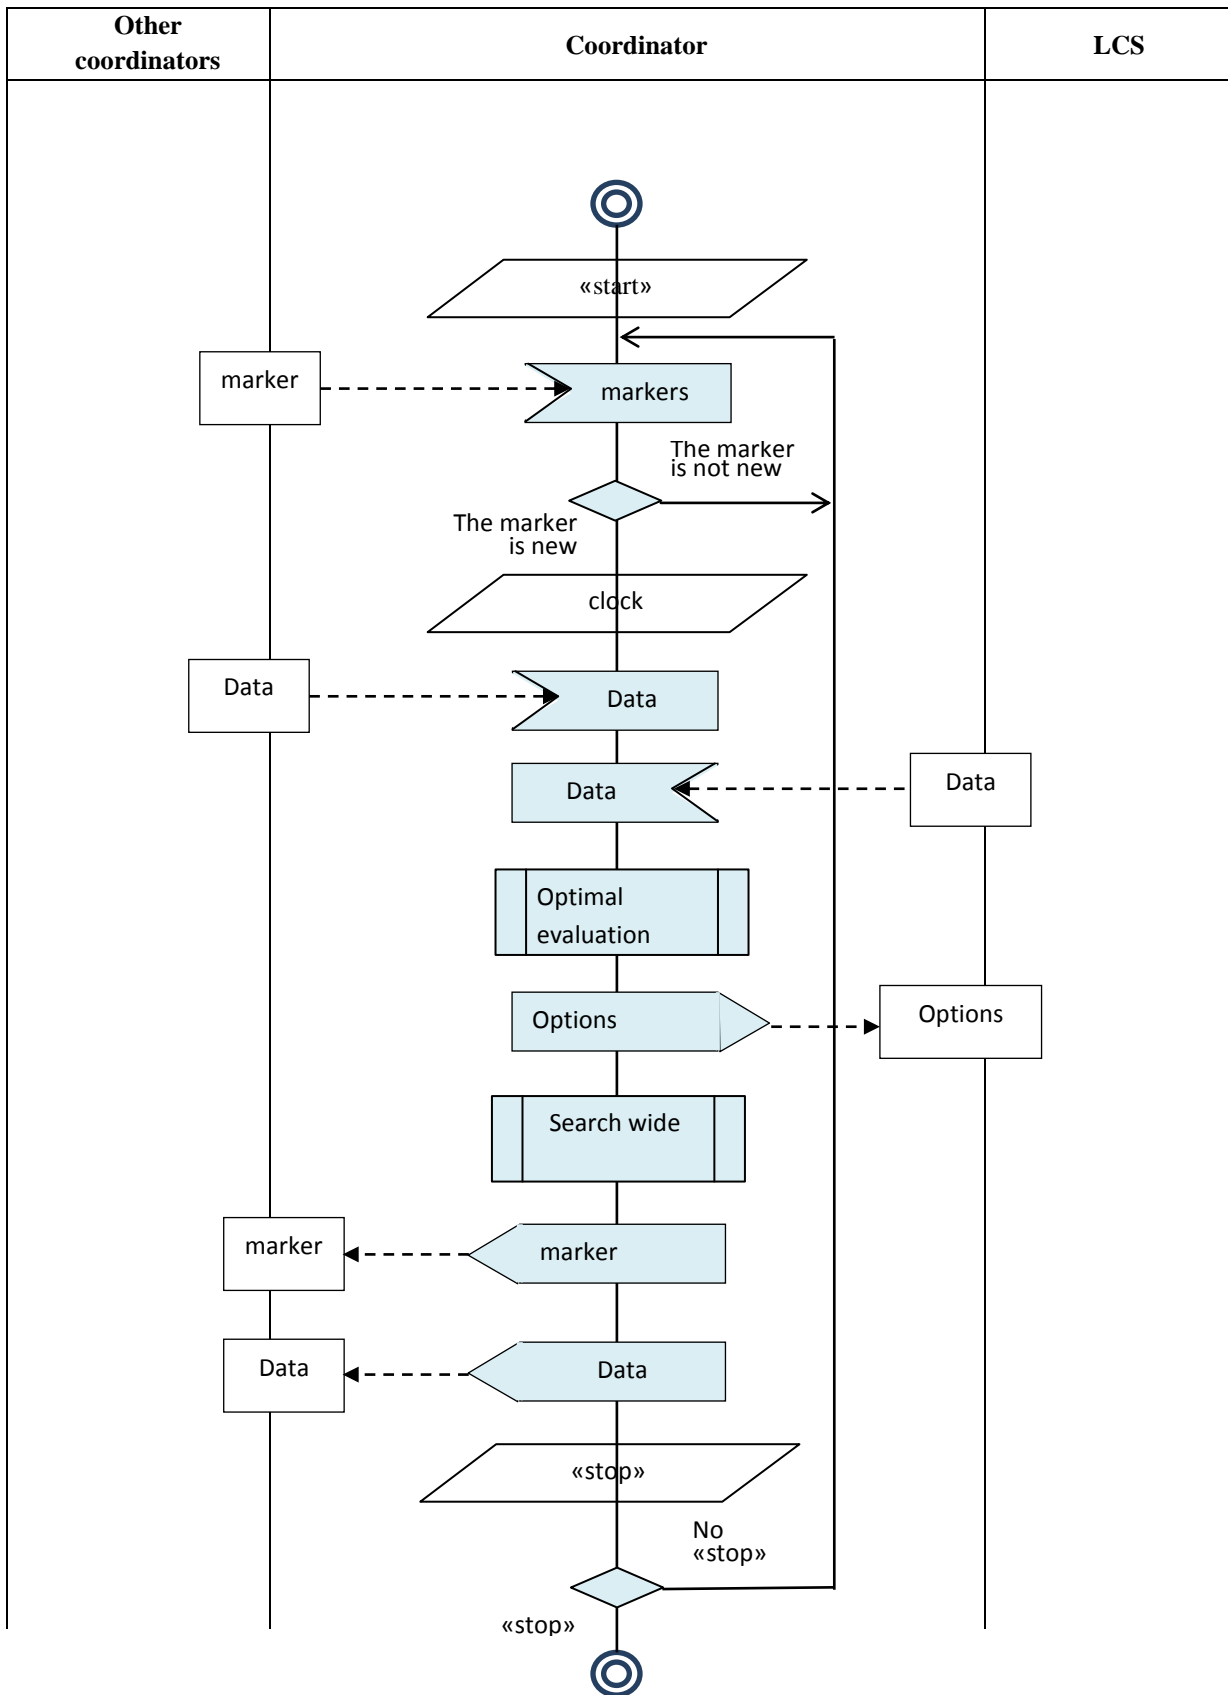 Other
coordinators
Coordinator
LCS
«start»
marker
markers
The marker
is not new
The marker
is new
clock
Data
Data
Data
Data
Optimal
evaluation
Options
Options
Search wide
marker
marker
Data
Data
«stop»
No
«stop»
«stop»